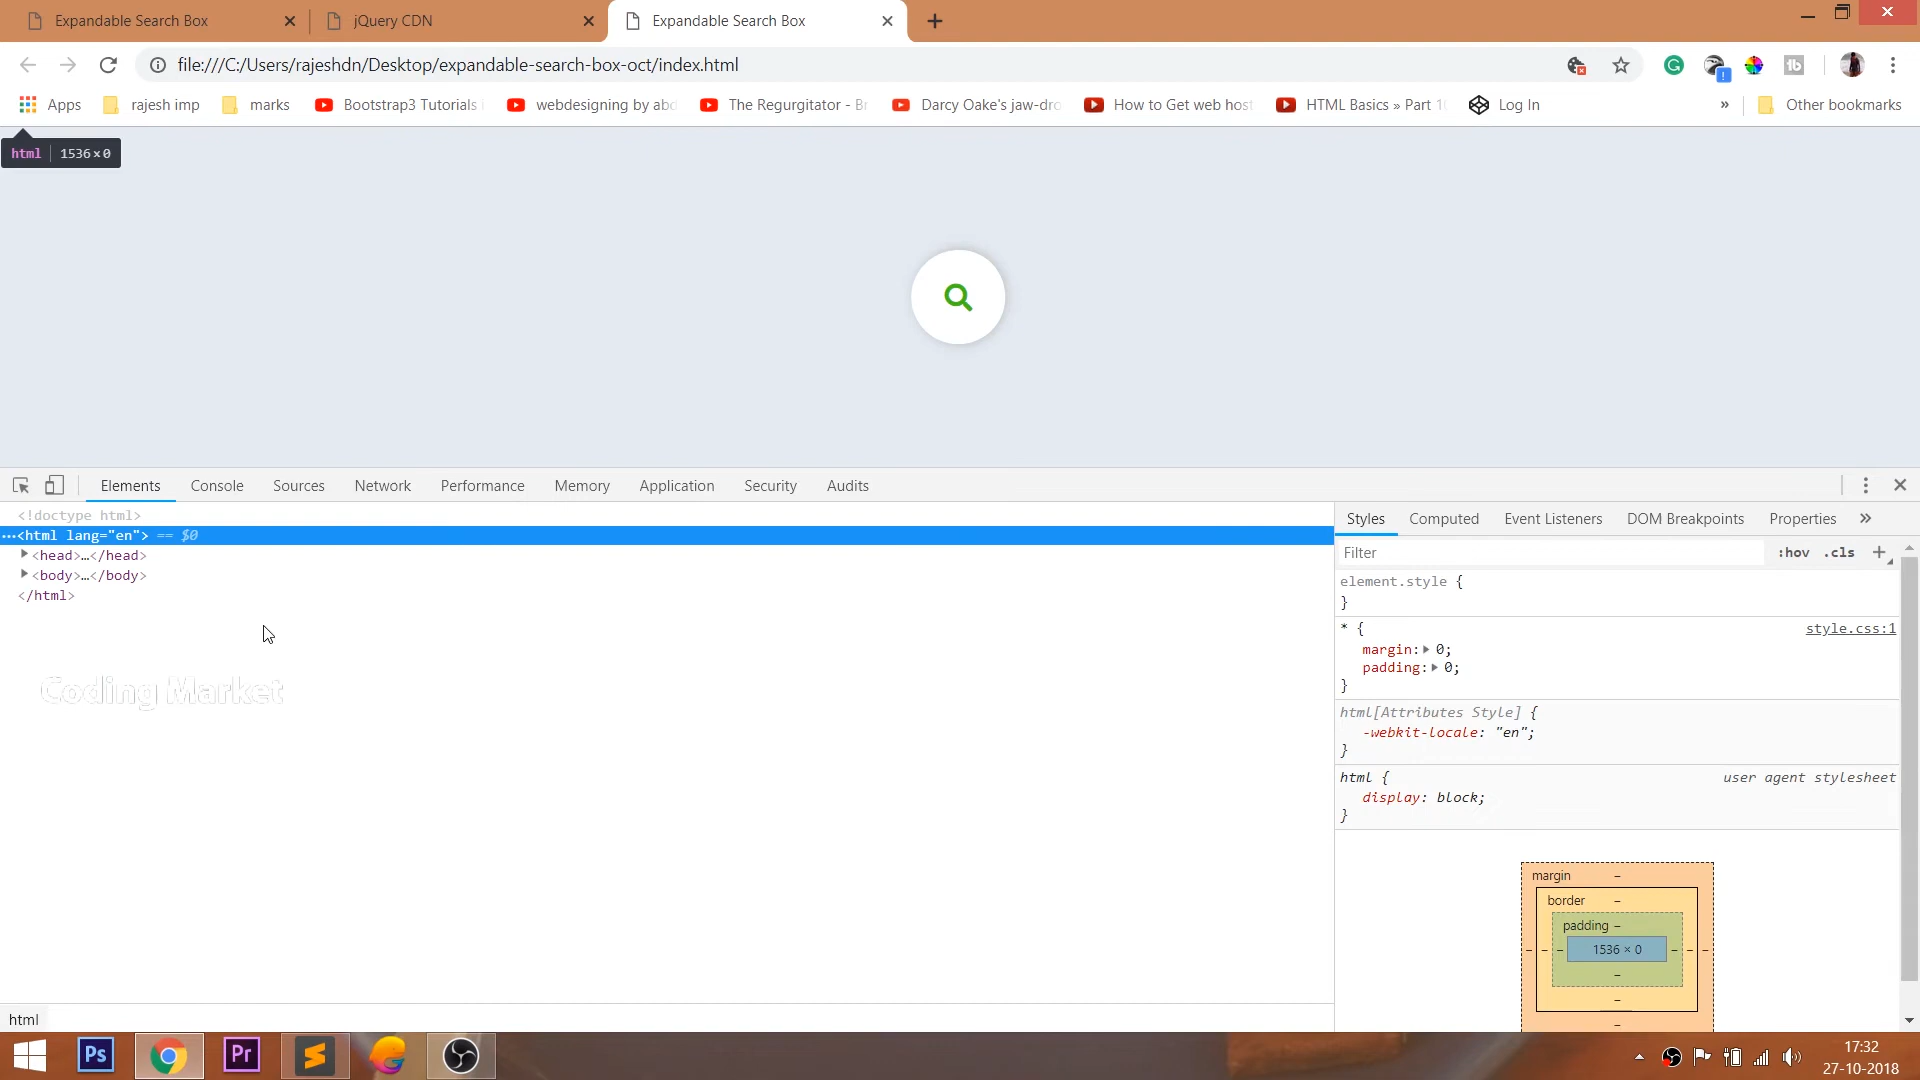 Expandable Search Box
jQuery CDN
Expandable Search Box
file:///C:/Users/rajeshdn/Desktop/expandable-search-box-oct/index.html
Apps
rajesh imp
marks
Bootstrap3 Tutorials
webdesigning by abd
The Regurgitator - Br
Darcy Oake's jaw-dro
How to Get web host
HTML Basics » Part 10
Log In
»
Other bookmarks
html 1536×0
Elements Console Sources Network Performance Memory Application Security Audits
<!doctype html>
…<html lang="en"> == $0
<head>…</head>
<body>…</body>
</html>
Coding Market
html
Styles Computed Event Listeners DOM Breakpoints Properties »
Filter :hov .cls +
element.style {
}
* { style.css:1
margin: 0;
padding: 0;
}
html[Attributes Style] {
-webkit-locale: "en";
}
html { user agent stylesheet
display: block;
}
margin –
border –
padding –
– – – 1536 × 0 – – –
–
–
–
Ps
Pr
17:32
27-10-2018